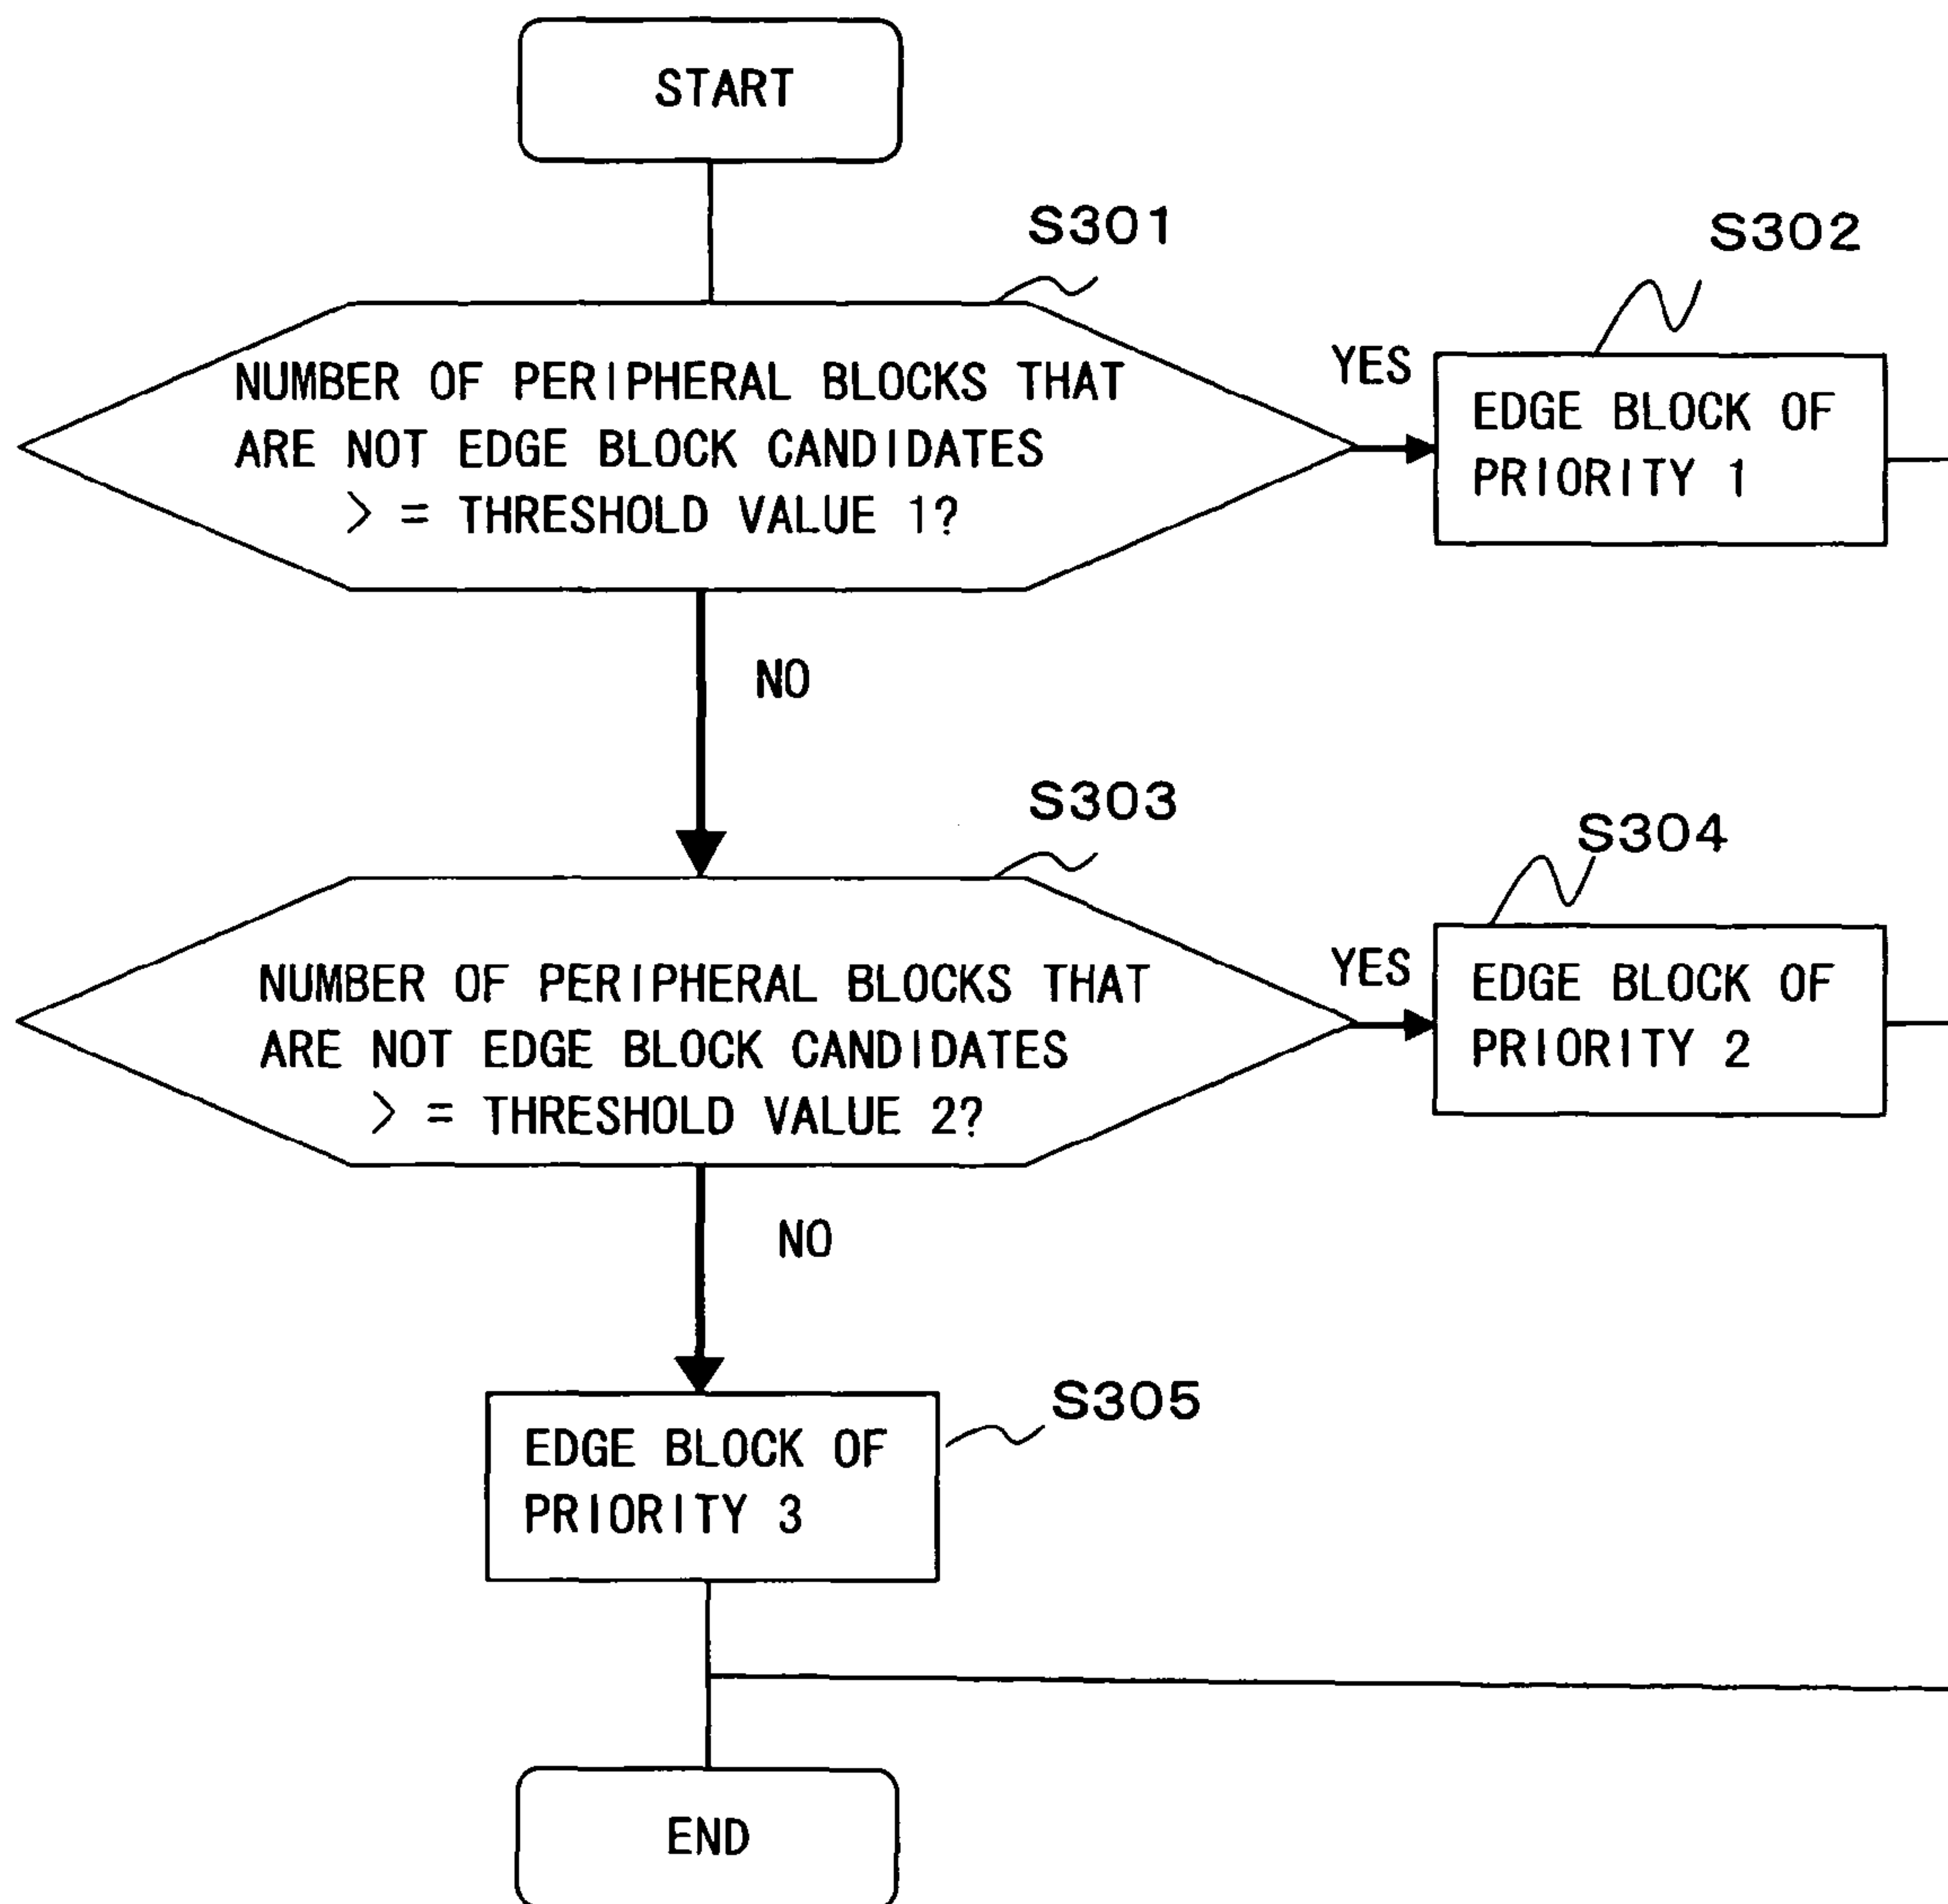 START
S301
S302
NUMBER OF PERIPHERAL BLOCKS THAT
ARE NOT EDGE BLOCK CANDIDATES
> = THRESHOLD VALUE 1?
YES
EDGE BLOCK OF
PRIORITY 1
NO
S303
S304
NUMBER OF PERIPHERAL BLOCKS THAT
ARE NOT EDGE BLOCK CANDIDATES
> = THRESHOLD VALUE 2?
YES
EDGE BLOCK OF
PRIORITY 2
NO
S305
EDGE BLOCK OF
PRIORITY 3
END